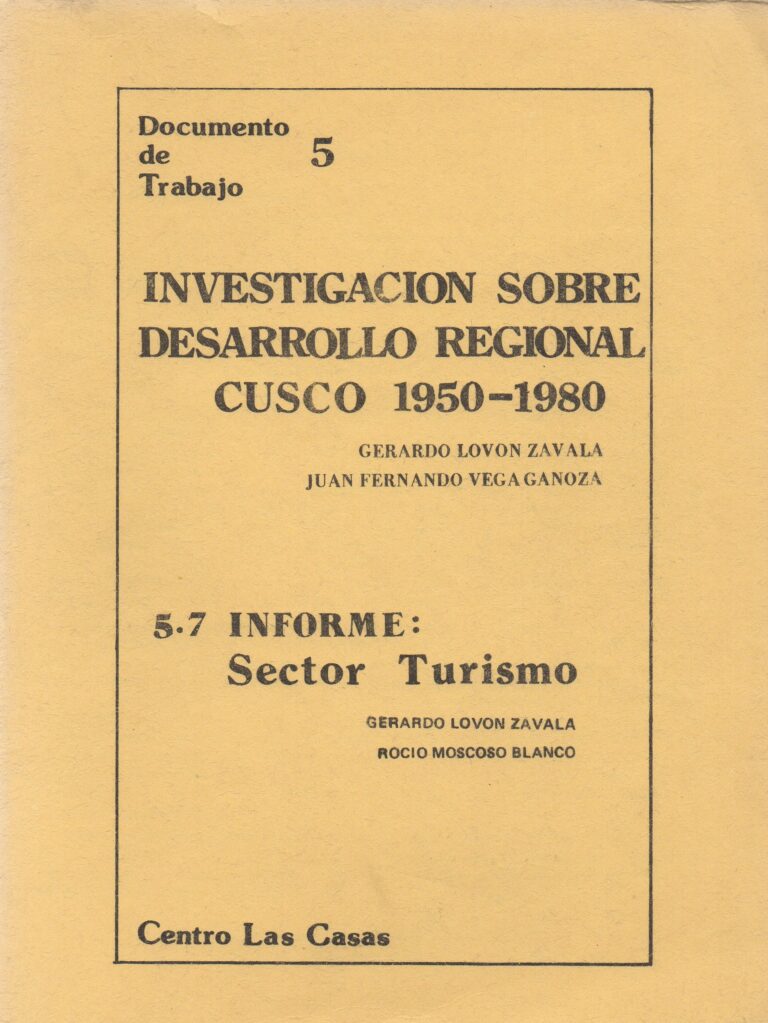 Documento
de 5
Trabajo
INVESTIGACION SOBRE
DESARROLLO REGIONAL
CUSCO 1950-1980
GERARDO LOVON ZAVALA
JUAN FERNANDO VEGA GANOZA
5.7 INFORME:
Sector Turismo
GERARDO LOVON ZAVALA
ROCIO MOSCOSO BLANCO
Centro Las Casas